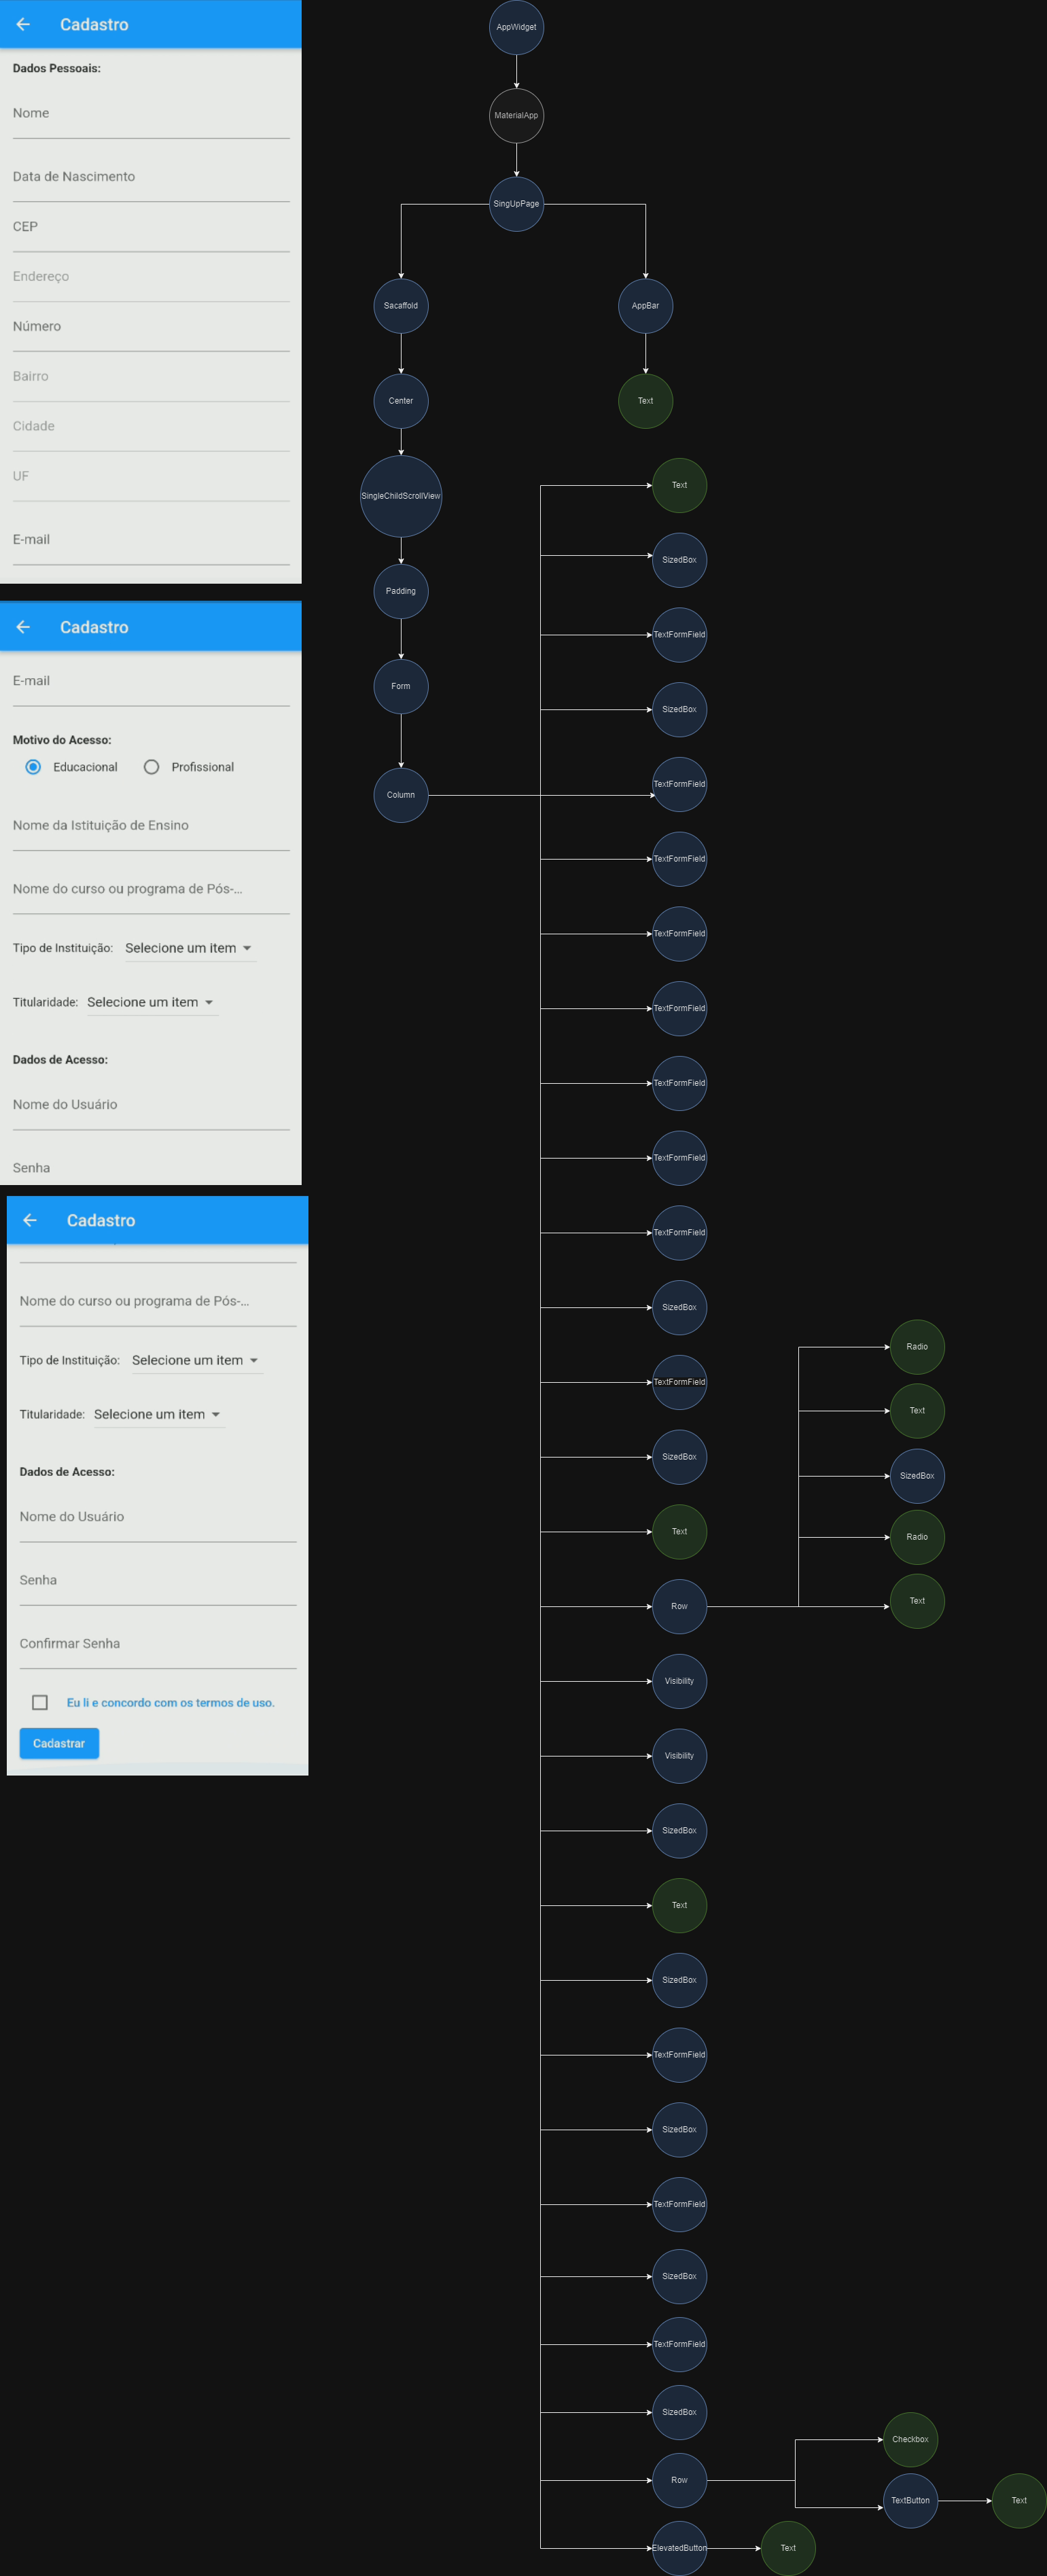 Cadastro
Dados Pessoais:
Nome
Data de Nascimento
CEP
Endereço
Número
Bairro
Cidade
UF
E-mail
Cadastro
E-mail
Motivo do Acesso:
Educacional Profissional
Nome da Istituição de Ensino
Nome do curso ou programa de Pós-...
Tipo de Instituição: Selecione um item
Titularidade: Selecione um item
Dados de Acesso:
Nome do Usuário
Senha
Cadastro
Nome do curso ou programa de Pós-...
Tipo de Instituição: Selecione um item
Titularidade: Selecione um item
Dados de Acesso:
Nome do Usuário
Senha
Confirmar Senha
Eu li e concordo com os termos de uso.
Cadastrar
AppWidget
MaterialApp
SingUpPage
Sacaffold
AppBar
Center
Text
SingleChildScrollView
Padding
Form
Column
Text
SizedBox
TextFormField
SizedBox
TextFormField
TextFormField
TextFormField
TextFormField
TextFormField
TextFormField
TextFormField
SizedBox
TextFormField
SizedBox
Text
Row
Radio
Text
SizedBox
Radio
Text
Visibility
Visibility
SizedBox
Text
SizedBox
TextFormField
SizedBox
TextFormField
SizedBox
TextFormField
SizedBox
Row
Checkbox
TextButton
Text
ElevatedButton
Text